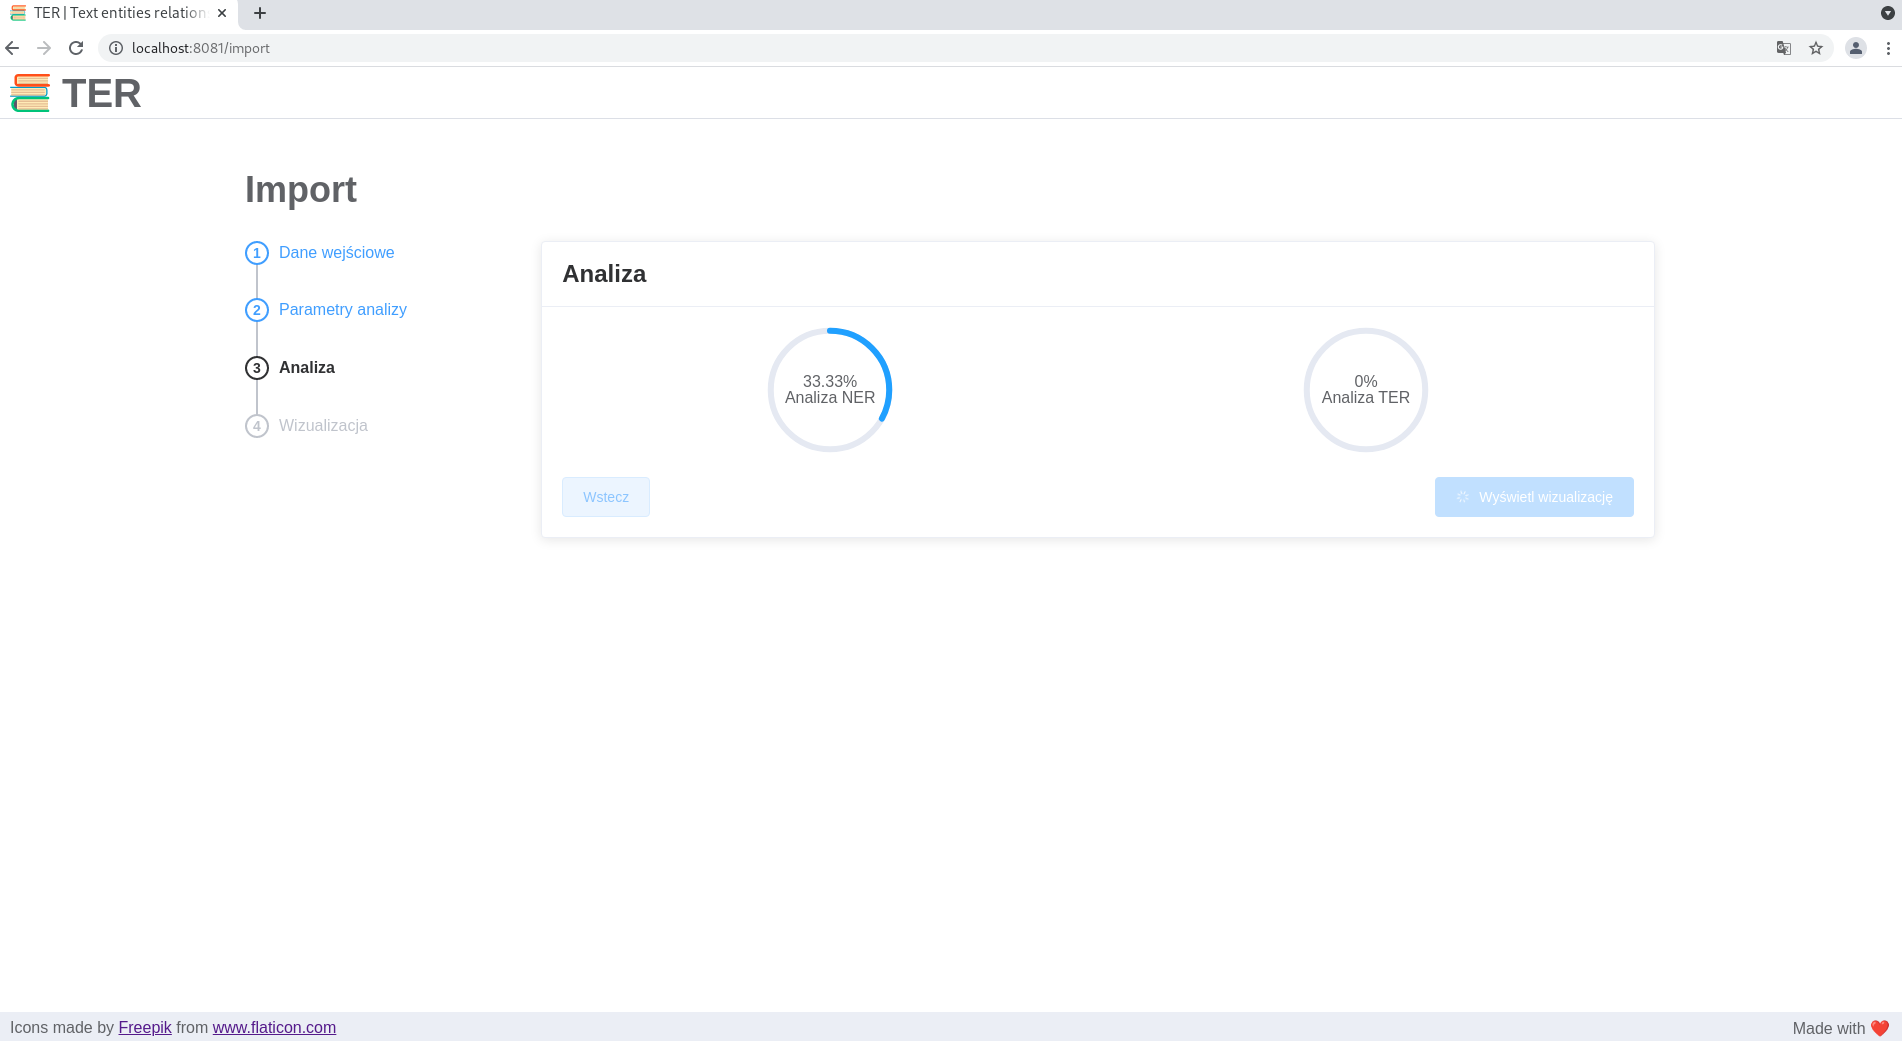 TER | Text entities relation
localhost:8081/import
TER
Import
1 Dane wejściowe
2 Parametry analizy
3 Analiza
4 Wizualizacja
Analiza
33.33%
Analiza NER
0%
Analiza TER
Wstecz
Wyświetl wizualizację
Icons made by Freepik from www.flaticon.com
Made with ❤️